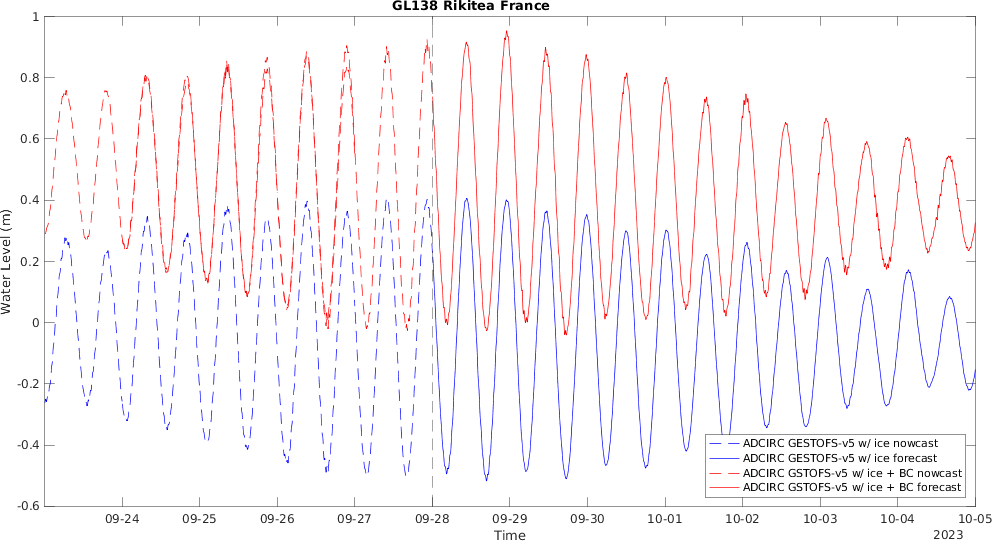 GL138 Rikitea France
1
0.8
0.6
0.4
0.2
0
-0.2
-0.4
-0.6
Water Level (m)
ADCIRC GESTOFS-v5 w/ ice nowcast
ADCIRC GESTOFS-v5 w/ ice forecast
ADCIRC GSTOFS-v5 w/ ice + BC nowcast
ADCIRC GSTOFS-v5 w/ ice + BC forecast
09-24 09-25 09-26 09-27 09-28 09-29 09-30 10-01 10-02 10-03 10-04 10-05
Time
2023